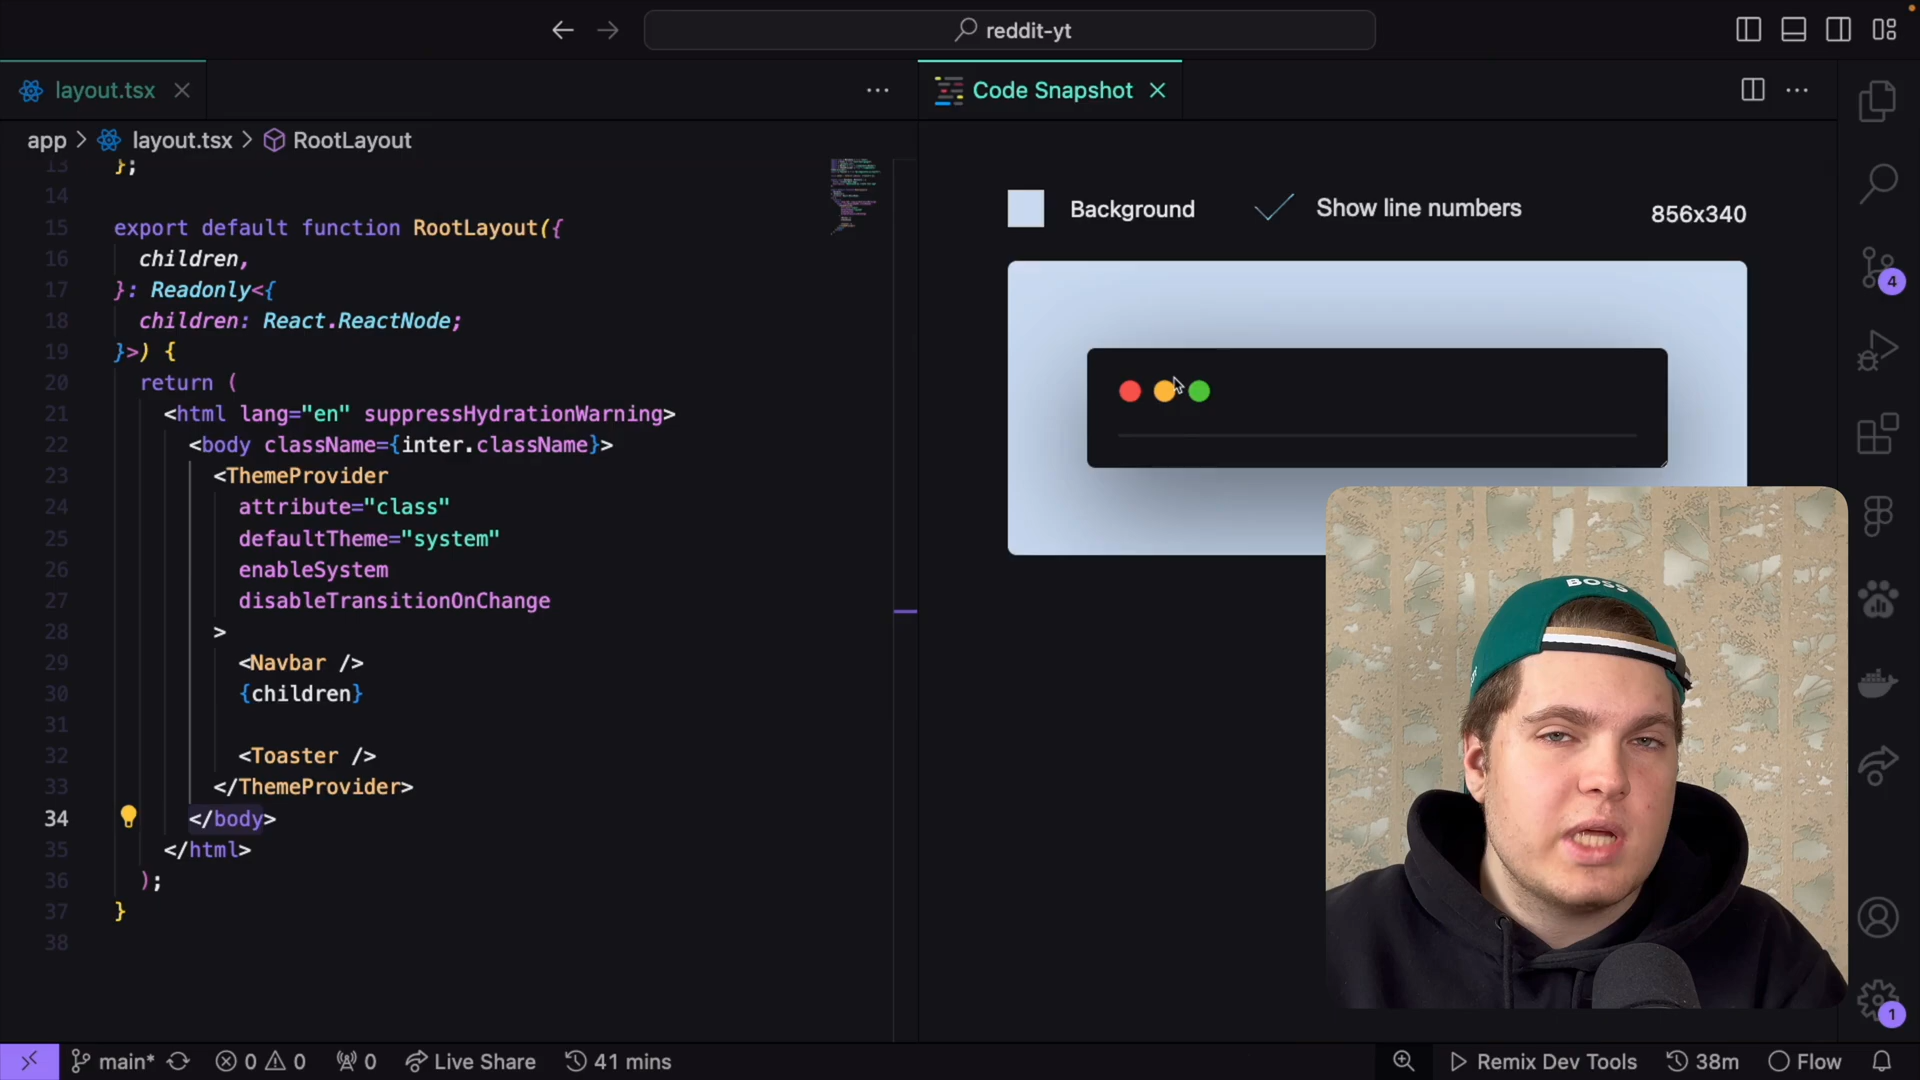 reddit-yt
layout.tsx
Code Snapshot
app > layout.tsx > RootLayout
13 };
14
15 export default function RootLayout({
16 children,
17 }: Readonly<{
18 children: React.ReactNode;
19 }>) {
20 return (
21 <html lang="en" suppressHydrationWarning>
22 <body className={inter.className}>
23 <ThemeProvider
24 attribute="class"
25 defaultTheme="system"
26 enableSystem
27 disableTransitionOnChange
28 >
29 <Navbar />
30 {children}
31
32 <Toaster />
33 </ThemeProvider>
34 </body>
35 </html>
36 );
37 }
38
Background
Show line numbers
856x340
4
BOSS
1
main*
0
0
0
Live Share
41 mins
Remix Dev Tools
38m
Flow